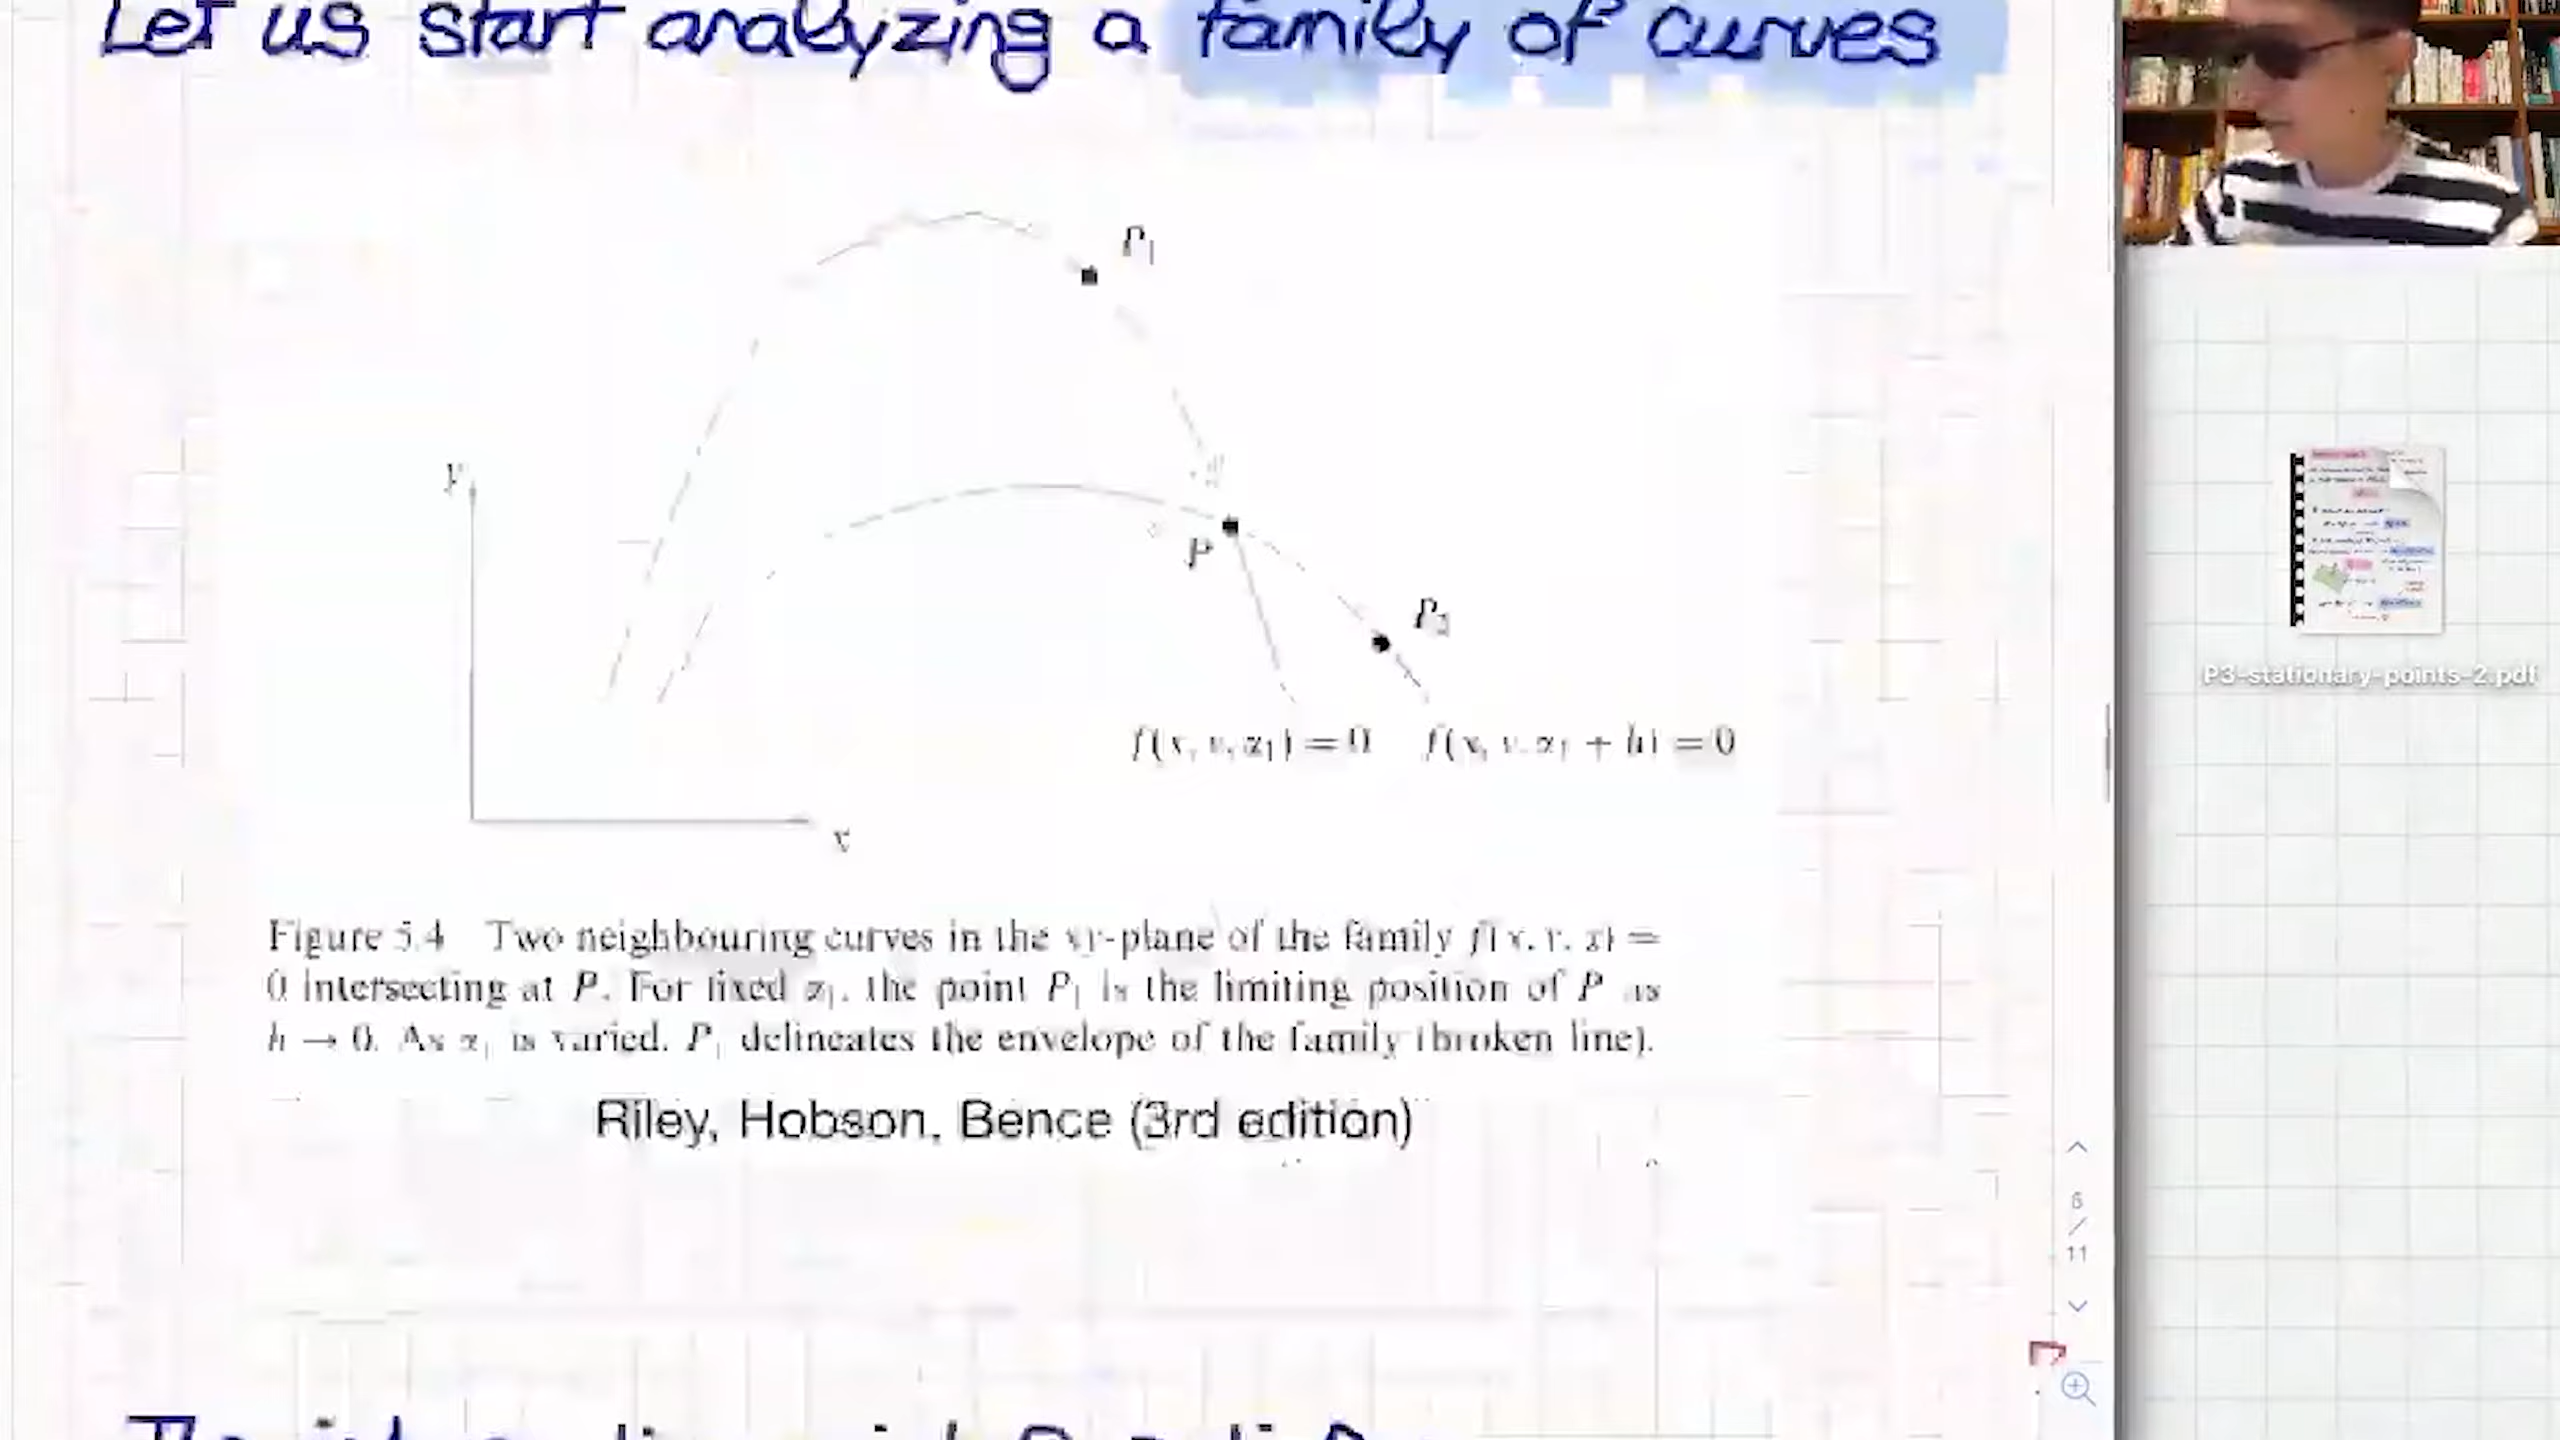 Let us start analyzing a family of curves
P₁
y
P
P₂
f(x, y, α₁) = 0 f(x, y, α₁ + h) = 0
x
Figure 5.4 Two neighbouring curves in the xy-plane of the family f(x, y, α) =
0 intersecting at P. For fixed α₁, the point P₁ is the limiting position of P as
h → 0. As α₁ is varied, P₁ delineates the envelope of the family (broken line).
Riley, Hobson, Bence (3rd edition)
P3-stationary-points-2.pdf
6
/
11